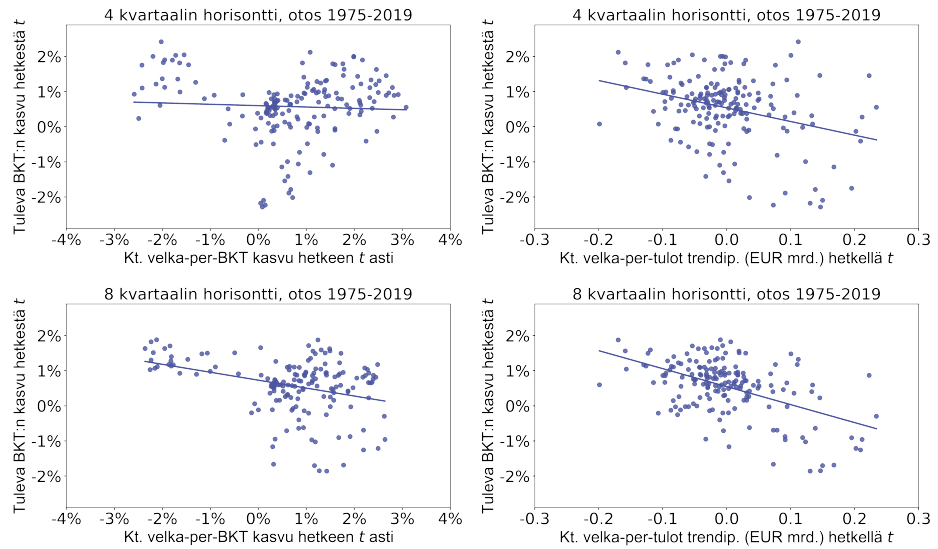 4 kvartaalin horisontti, otos 1975-2019
Tuleva BKT:n kasvu hetkestä t
2%
1%
0%
-1%
-2%
-4% -3% -2% -1% 0% 1% 2% 3% 4%
Kt. velka-per-BKT kasvu hetkeen t asti
4 kvartaalin horisontti, otos 1975-2019
Tuleva BKT:n kasvu hetkestä t
2%
1%
0%
-1%
-2%
-0.3 -0.2 -0.1 0.0 0.1 0.2 0.3
Kt. velka-per-tulot trendip. (EUR mrd.) hetkellä t
8 kvartaalin horisontti, otos 1975-2019
Tuleva BKT:n kasvu hetkestä t
2%
1%
0%
-1%
-2%
-4% -3% -2% -1% 0% 1% 2% 3% 4%
Kt. velka-per-BKT kasvu hetkeen t asti
8 kvartaalin horisontti, otos 1975-2019
Tuleva BKT:n kasvu hetkestä t
2%
1%
0%
-1%
-2%
-0.3 -0.2 -0.1 0.0 0.1 0.2 0.3
Kt. velka-per-tulot trendip. (EUR mrd.) hetkellä t